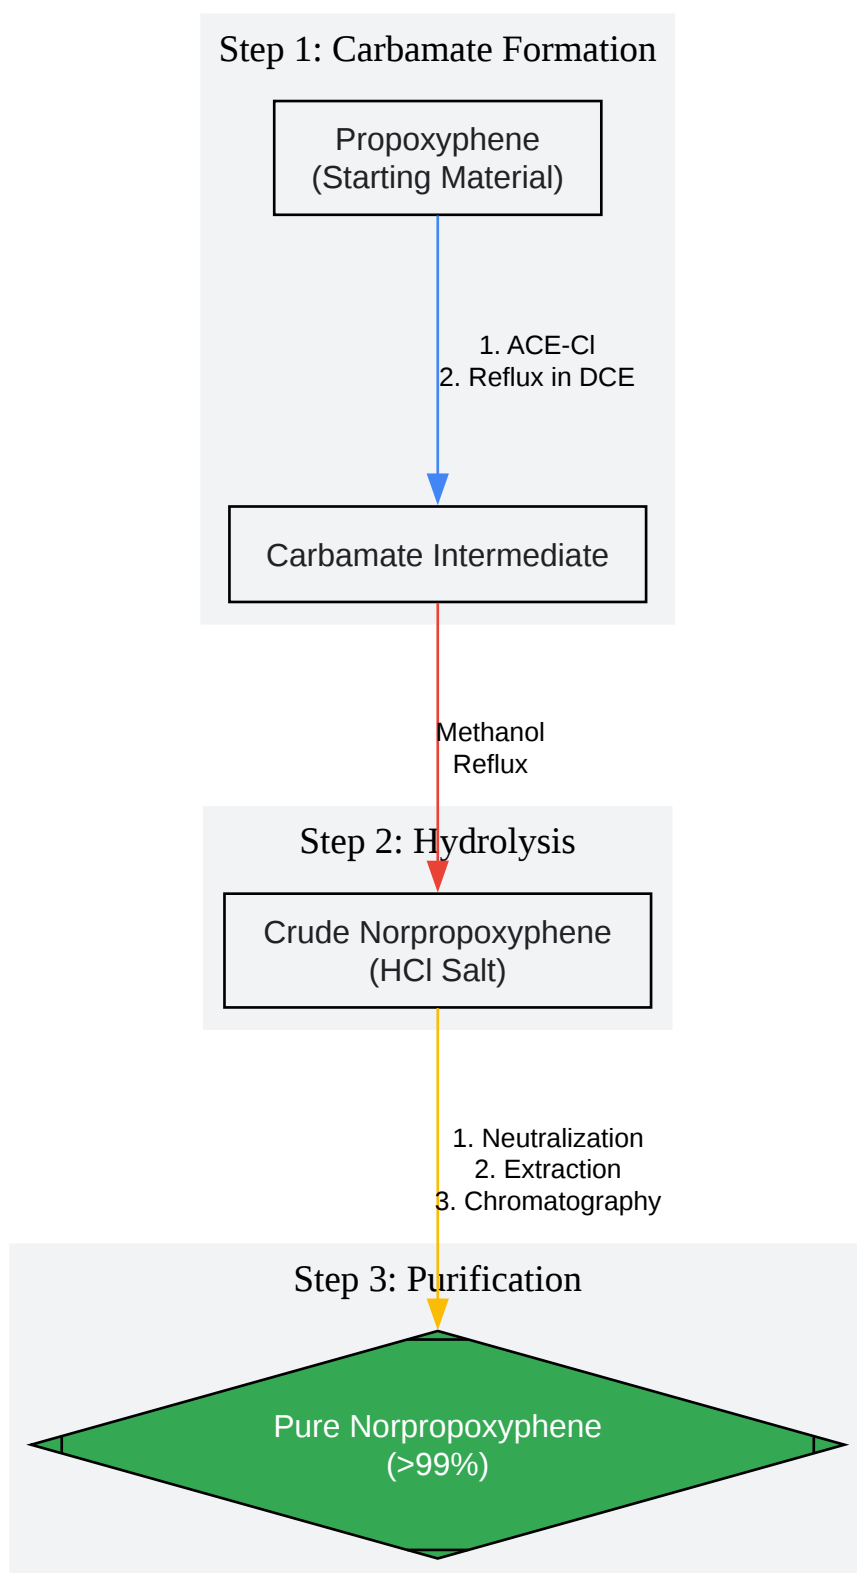 Step 1: Carbamate Formation
Propoxyphene
(Starting Material)
1. ACE-Cl
2. Reflux in DCE
Carbamate Intermediate
Methanol
Reflux
Step 2: Hydrolysis
Crude Norpropoxyphene
(HCl Salt)
1. Neutralization
2. Extraction
3. Chromatography
Step 3: Purification
Pure Norpropoxyphene
(>99%)